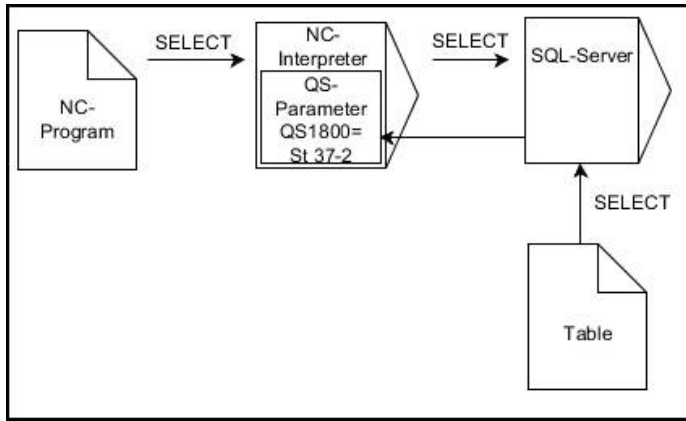 NC-
Program
SELECT
NC-
Interpreter
QS-
Parameter
QS1800=
St 37-2
SELECT
SQL-Server
SELECT
Table